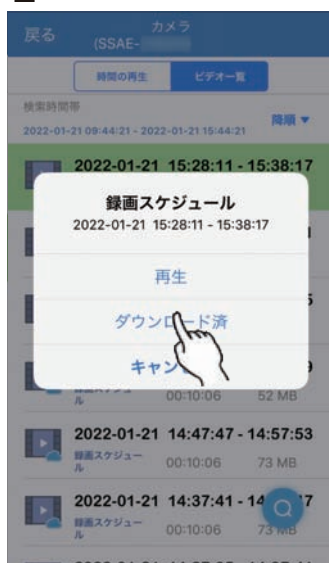 戻る
カメラ
(SSAE-
時間の再生
ビデオ一覧
検索時間帯
2022-01-21 09:44:21 - 2022-01-21 15:44:21
降順 ▼
2022-01-21 15:28:11 - 15:38:17
録画スケジュール
2022-01-21 15:28:11 - 15:38:17
再生
ダウンロード済
キャン
録画スケジュー
ル
00:10:06
52 MB
2022-01-21 14:47:47 - 14:57:53
録画スケジュー
ル
00:10:06
73 MB
2022-01-21 14:37:41 - 14
7
録画スケジュー
ル
00:10:06
73 MB